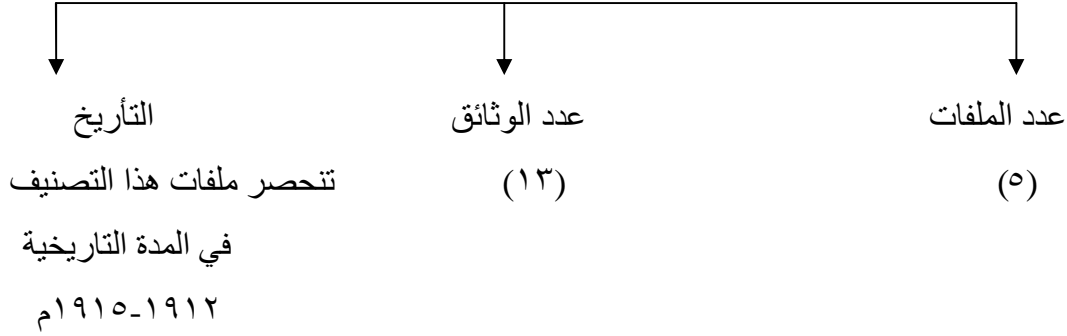 عدد الملفات
(٥)
عدد الوثائق
(١٣)
التأريخ
تنحصر ملفات هذا التصنيف
في المدة التاريخية
١٩١٢-١٩١٥م